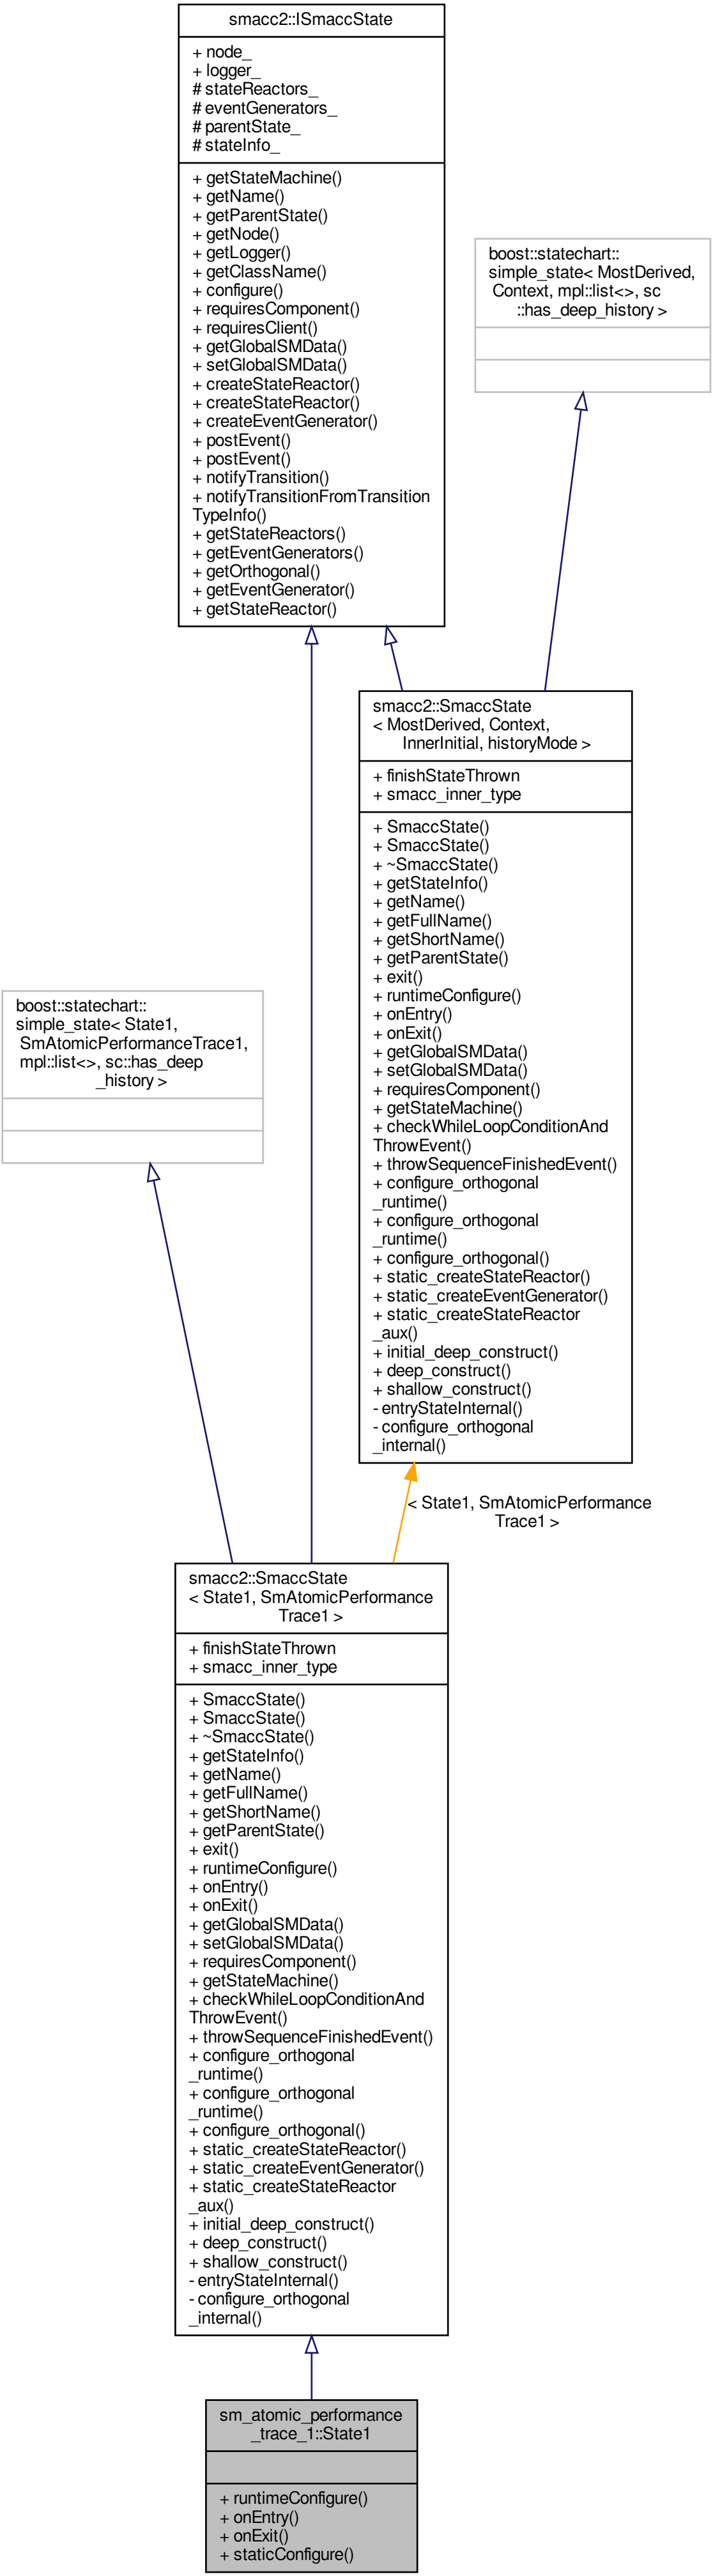 smacc2::ISmaccState
+ node_
+ logger_
# stateReactors_
# eventGenerators_
# parentState_
# stateInfo_
+ getStateMachine()
+ getName()
+ getParentState()
+ getNode()
+ getLogger()
+ getClassName()
+ configure()
+ requiresComponent()
+ requiresClient()
+ getGlobalSMData()
+ setGlobalSMData()
+ createStateReactor()
+ createStateReactor()
+ createEventGenerator()
+ postEvent()
+ postEvent()
+ notifyTransition()
+ notifyTransitionFromTransition
TypeInfo()
+ getStateReactors()
+ getEventGenerators()
+ getOrthogonal()
+ getEventGenerator()
+ getStateReactor()
boost::statechart::
simple_state< MostDerived,
Context, mpl::list<>, sc
::has_deep_history >
smacc2::SmaccState
< MostDerived, Context,
InnerInitial, historyMode >
+ finishStateThrown
+ smacc_inner_type
+ SmaccState()
+ SmaccState()
+ ~SmaccState()
+ getStateInfo()
+ getName()
+ getFullName()
+ getShortName()
+ getParentState()
+ exit()
+ runtimeConfigure()
+ onEntry()
+ onExit()
+ getGlobalSMData()
+ setGlobalSMData()
+ requiresComponent()
+ getStateMachine()
+ checkWhileLoopConditionAnd
ThrowEvent()
+ throwSequenceFinishedEvent()
+ configure_orthogonal
_runtime()
+ configure_orthogonal
_runtime()
+ configure_orthogonal()
+ static_createStateReactor()
+ static_createEventGenerator()
+ static_createStateReactor
_aux()
+ initial_deep_construct()
+ deep_construct()
+ shallow_construct()
- entryStateInternal()
- configure_orthogonal
_internal()
boost::statechart::
simple_state< State1,
SmAtomicPerformanceTrace1,
mpl::list<>, sc::has_deep
_history >
< State1, SmAtomicPerformance
Trace1 >
smacc2::SmaccState
< State1, SmAtomicPerformance
Trace1 >
+ finishStateThrown
+ smacc_inner_type
+ SmaccState()
+ SmaccState()
+ ~SmaccState()
+ getStateInfo()
+ getName()
+ getFullName()
+ getShortName()
+ getParentState()
+ exit()
+ runtimeConfigure()
+ onEntry()
+ onExit()
+ getGlobalSMData()
+ setGlobalSMData()
+ requiresComponent()
+ getStateMachine()
+ checkWhileLoopConditionAnd
ThrowEvent()
+ throwSequenceFinishedEvent()
+ configure_orthogonal
_runtime()
+ configure_orthogonal
_runtime()
+ configure_orthogonal()
+ static_createStateReactor()
+ static_createEventGenerator()
+ static_createStateReactor
_aux()
+ initial_deep_construct()
+ deep_construct()
+ shallow_construct()
- entryStateInternal()
- configure_orthogonal
_internal()
sm_atomic_performance
_trace_1::State1
+ runtimeConfigure()
+ onEntry()
+ onExit()
+ staticConfigure()